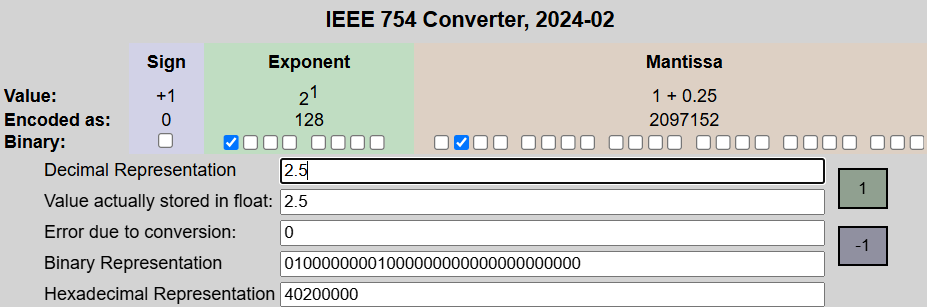 IEEE 754 Converter, 2024-02
Sign Exponent Mantissa
Value: +1 2^1 1 + 0.25
Encoded as: 0 128 2097152
Binary:
Decimal Representation 2.5
Value actually stored in float: 2.5
1
Error due to conversion: 0
-1
Binary Representation 01000000001000000000000000000000
Hexadecimal Representation 40200000